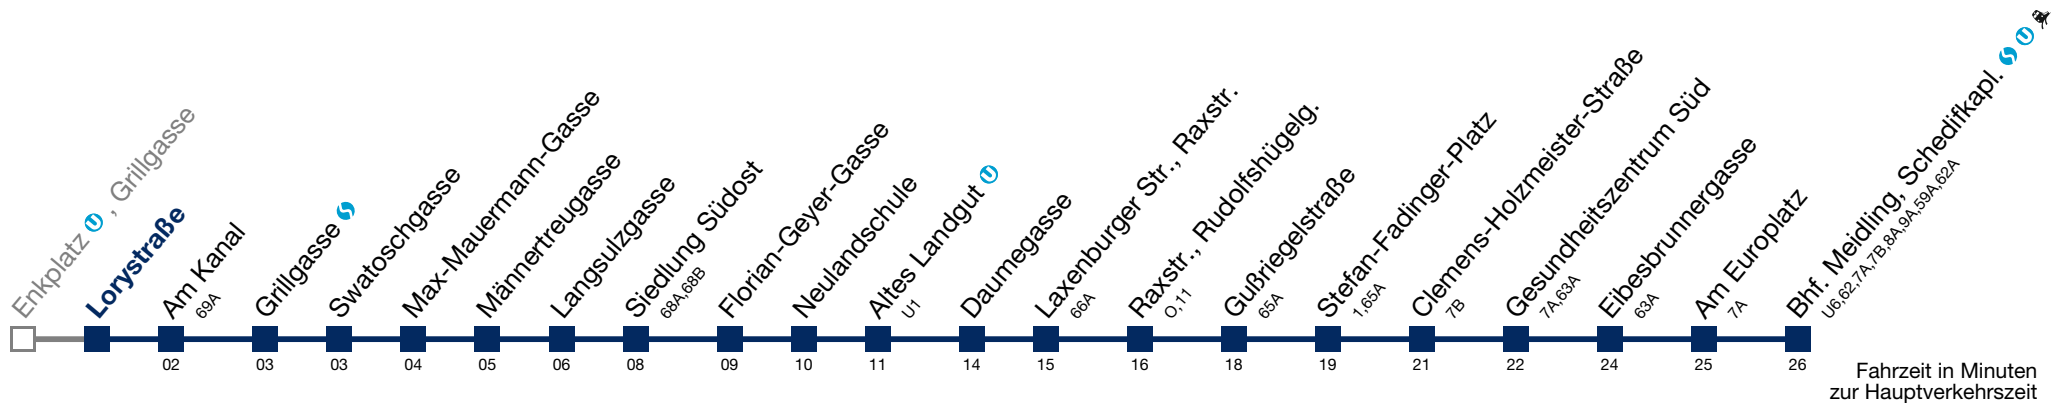 Enkplatz U, Grillgasse
Lorystraße
Am Kanal
69A
Grillgasse
Swatoschgasse
Max-Mauermann-Gasse
Männertreugasse
Langsulzgasse
Siedlung Südost
68A,68B
Florian-Geyer-Gasse
Neulandschule
Altes Landgut U
U1
Daumegasse
Laxenburger Str., Raxstr.
66A
Raxstr., Rudolfshügelg.
O,11
Gußriegelstraße
65A
Stefan-Fadinger-Platz
1,65A
Clemens-Holzmeister-Straße
7B
Gesundheitszentrum Süd
7A,63A
Eibesbrunnergasse
63A
Am Europlatz
7A
Bhf. Meidling, Schedifkapl. S U
U6,62,7A,7B,8A,9A,59A,62A
02 03 03 04 05 06 08 09 10 11 14 15 16 18 19 21 22 24 25 26
Fahrzeit in Minuten
zur Hauptverkehrszeit